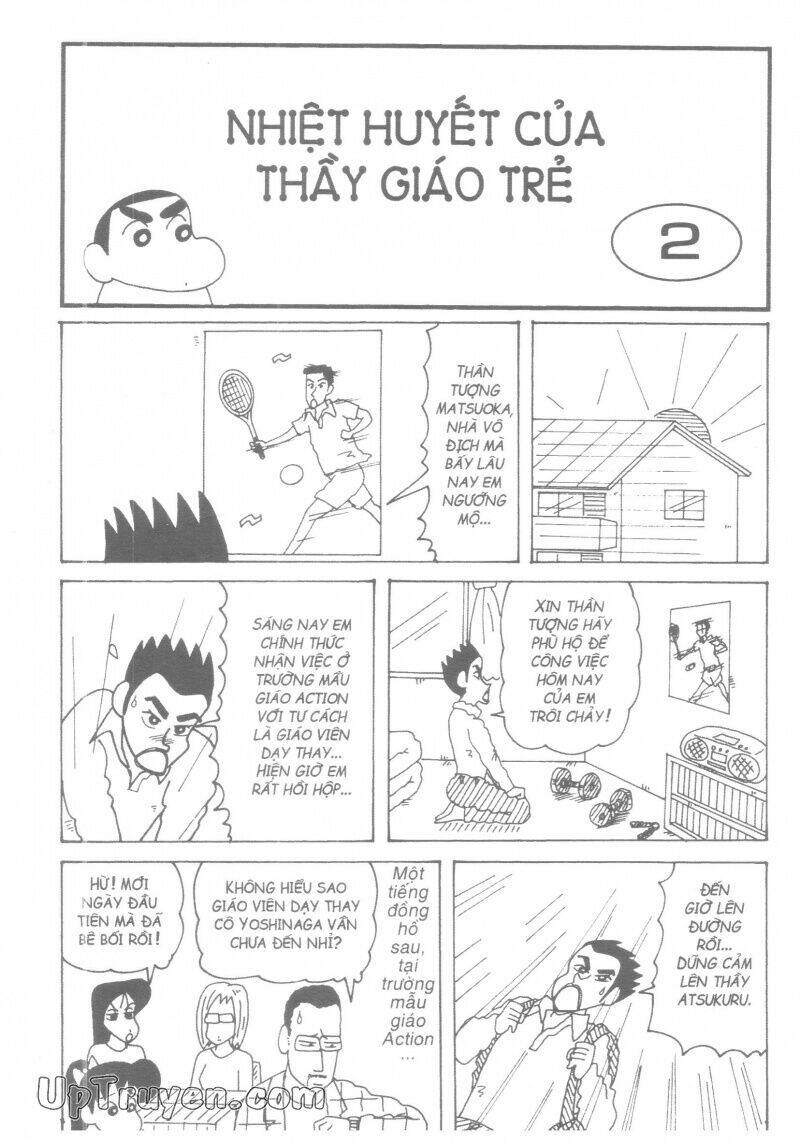 NHIỆT HUYẾT CỦA
THẦY GIÁO TRẺ
2
THẦN
TƯỢNG
MATSUOKA,
NHÀ VÔ
ĐỊCH MÀ
BẤY LÂU
NAY EM
NGƯỠNG
MỘ...
XIN THẦN
TƯỢNG HÃY
PHÙ HỘ ĐỂ
CÔNG VIỆC
HÔM NAY
CỦA EM
TRÔI CHẢY!
SÁNG NAY EM
CHÍNH THỨC
NHẬN VIỆC Ở
TRƯỜNG MẪU
GIÁO ACTION
VỚI TƯ CÁCH
LÀ GIÁO VIÊN
DẠY THAY...
HIỆN GIỜ EM
RẤT HỒI HỘP...
ĐẾN
GIỜ LÊN
ĐƯỜNG
RỒI...
DŨNG CẢM
LÊN THẦY
ATSUKURU.
Một
tiếng
đồng
hồ
sau,
tại
trường
mẫu
giáo
Action
...
KHÔNG HIỂU SAO
GIÁO VIÊN DẠY THAY
CÔ YOSHINAGA VẪN
CHƯA ĐẾN NHỈ?
HỪ! MỚI
NGÀY ĐẦU
TIÊN MÀ ĐÃ
BÊ BỐI RỒI!
UpTruyen.com